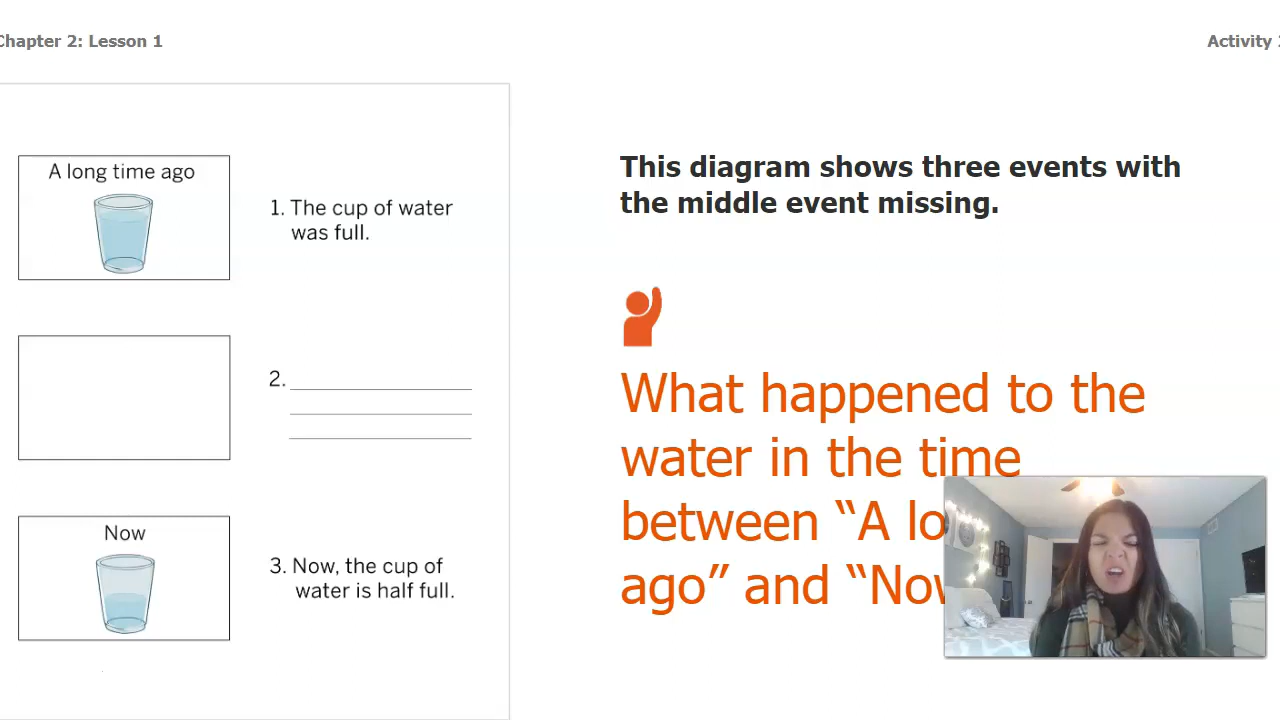 Chapter 2: Lesson 1
Activity
A long time ago
1. The cup of water
was full.
2.
Now
3. Now, the cup of
water is half full.
This diagram shows three events with
the middle event missing.
What happened to the
water in the time
between “A lo
ago” and “Now